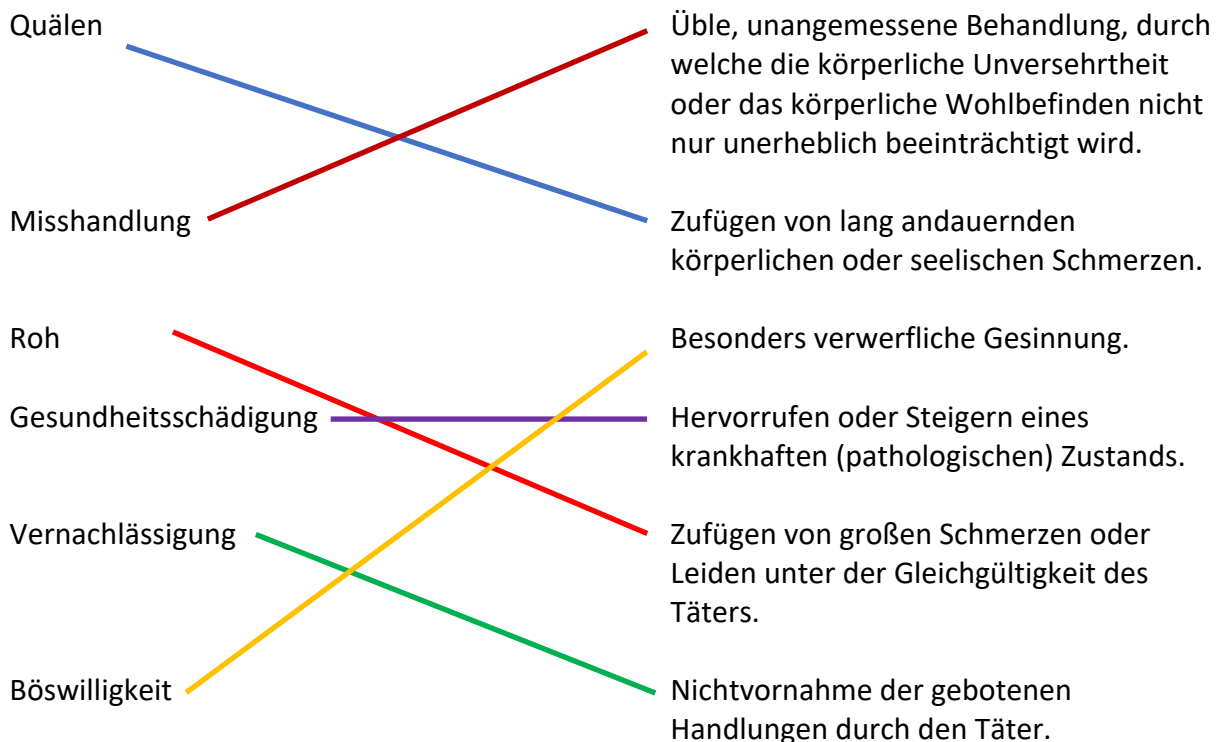 Quälen
Üble, unangemessene Behandlung, durch
welche die körperliche Unversehrtheit
oder das körperliche Wohlbefinden nicht
nur unerheblich beeinträchtigt wird.
Misshandlung
Zufügen von lang andauernden
körperlichen oder seelischen Schmerzen.
Roh
Besonders verwerfliche Gesinnung.
Gesundheitsschädigung
Hervorrufen oder Steigern eines
krankhaften (pathologischen) Zustands.
Vernachlässigung
Zufügen von großen Schmerzen oder
Leiden unter der Gleichgültigkeit des
Täters.
Böswilligkeit
Nichtvornahme der gebotenen
Handlungen durch den Täter.